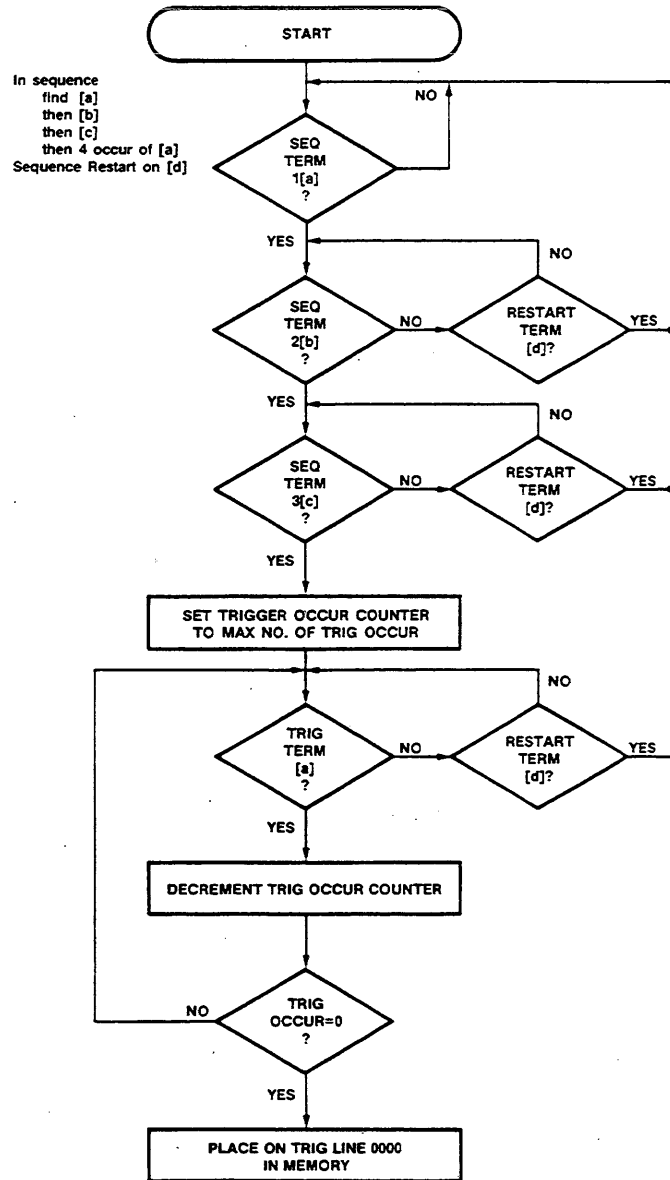 START
In sequence
find [a]
then [b]
then [c]
then 4 occur of [a]
Sequence Restart on [d]
NO
SEQ
TERM
1[a]
?
YES
NO
SEQ
TERM
2[b]
?
NO
RESTART
TERM
[d]?
YES
YES
NO
SEQ
TERM
3[c]
?
NO
RESTART
TERM
[d]?
YES
YES
SET TRIGGER OCCUR COUNTER
TO MAX NO. OF TRIG OCCUR
NO
TRIG
TERM
[a]
?
NO
RESTART
TERM
[d]?
YES
YES
DECREMENT TRIG OCCUR COUNTER
NO
TRIG
OCCUR=0
?
YES
PLACE ON TRIG LINE 0000
IN MEMORY